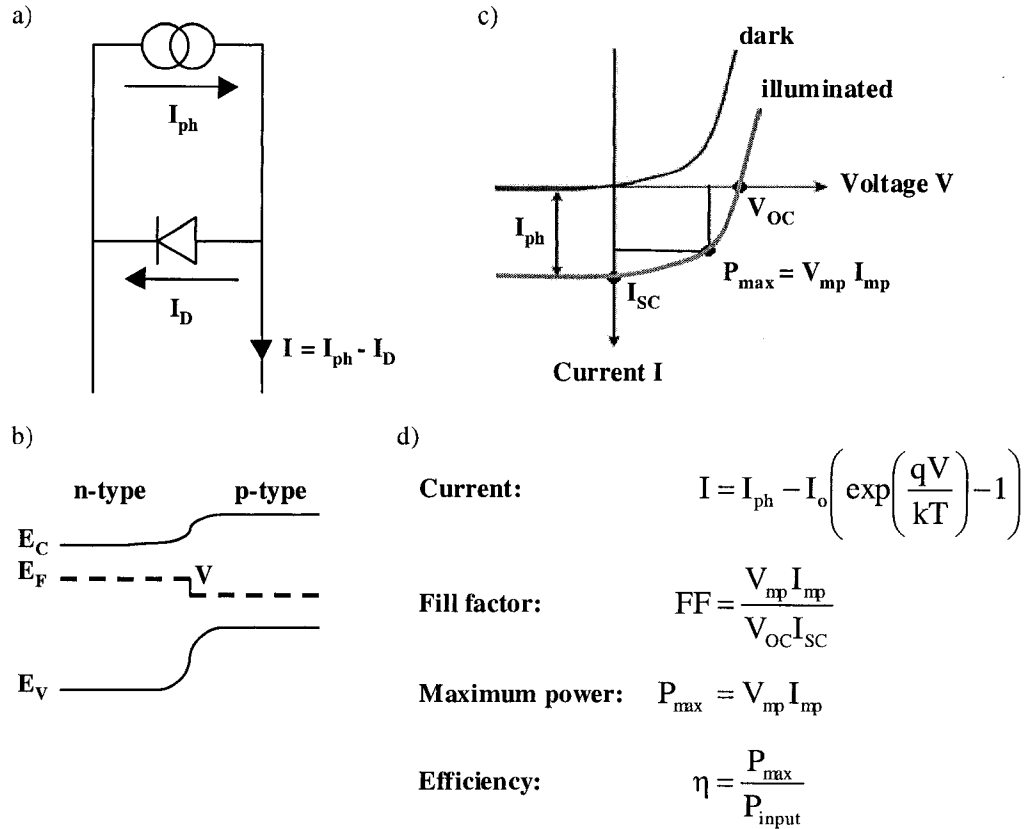 a)
I_ph
I_D
I = I_ph - I_D
b)
n-type p-type
E_C
E_F
V
E_V
c)
dark
illuminated
Voltage V
V_OC
I_ph
P_max = V_mp I_mp
I_SC
Current I
d)
Current: I = I_ph − I_o( exp( qV / kT ) −1 )
Fill factor: FF = V_mp I_mp / V_OC I_SC
Maximum power: P_max = V_mp I_mp
Efficiency: η = P_max / P_input